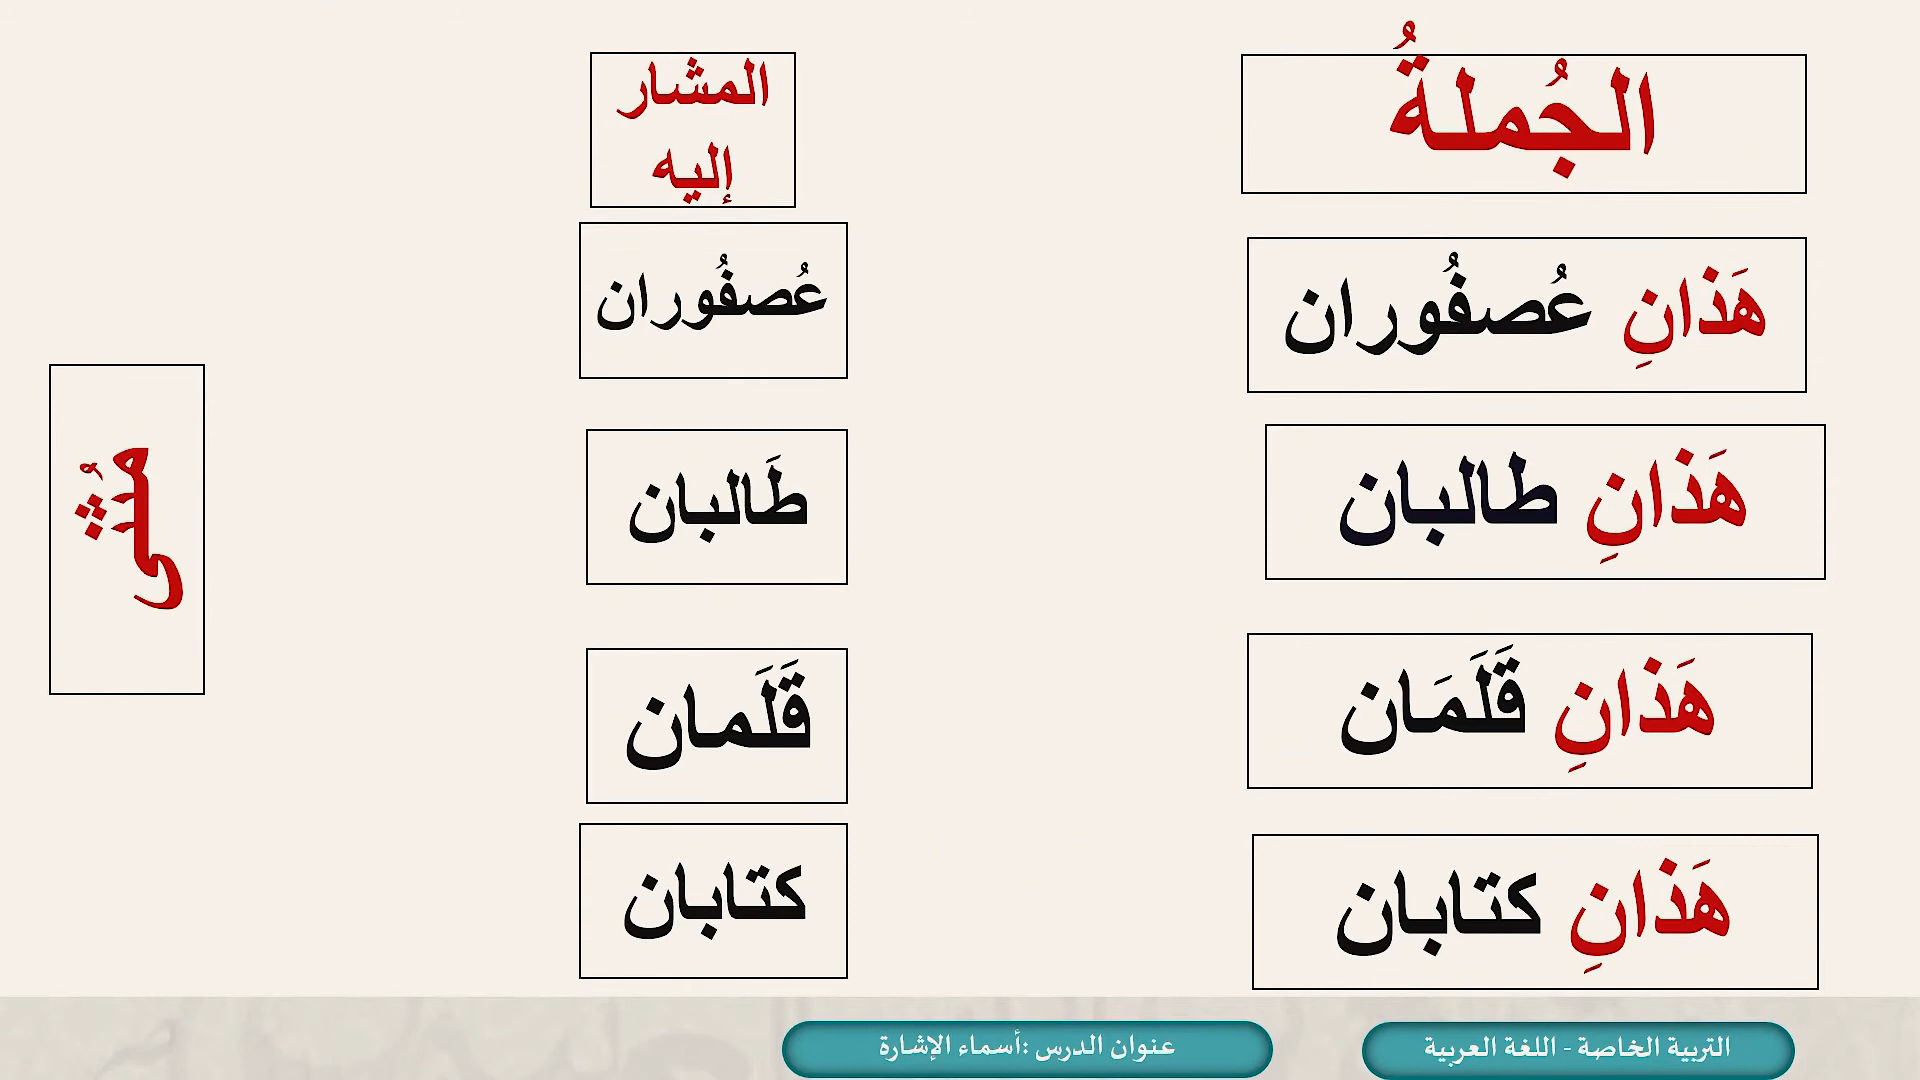 الجُملةُ
المشار
إليه
هَذانِ عُصفُوران
عُصفُوران
هَذانِ طالبان
طَالبان
هَذانِ قَلَمَان
قَلَمان
هَذانِ كتابان
كتابان
مُثنى
التربية الخاصة - اللغة العربية
عنوان الدرس :أسماء الإشارة